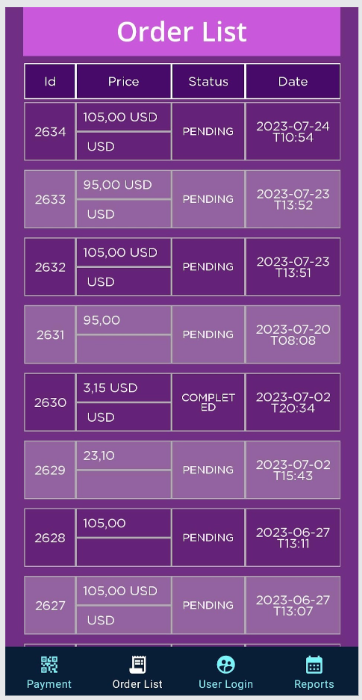 Order List
Id Price Status Date
2634 105,00 USD USD PENDING 2023-07-24
T10:54
2633 95,00 USD USD PENDING 2023-07-23
T13:52
2632 105,00 USD USD PENDING 2023-07-23
T13:51
2631 95,00 PENDING 2023-07-20
T08:08
2630 3,15 USD USD COMPLET
ED 2023-07-02
T20:34
2629 23,10 PENDING 2023-07-02
T15:43
2628 105,00 PENDING 2023-06-27
T13:11
2627 105,00 USD USD PENDING 2023-06-27
T13:07
Payment Order List User Login Reports